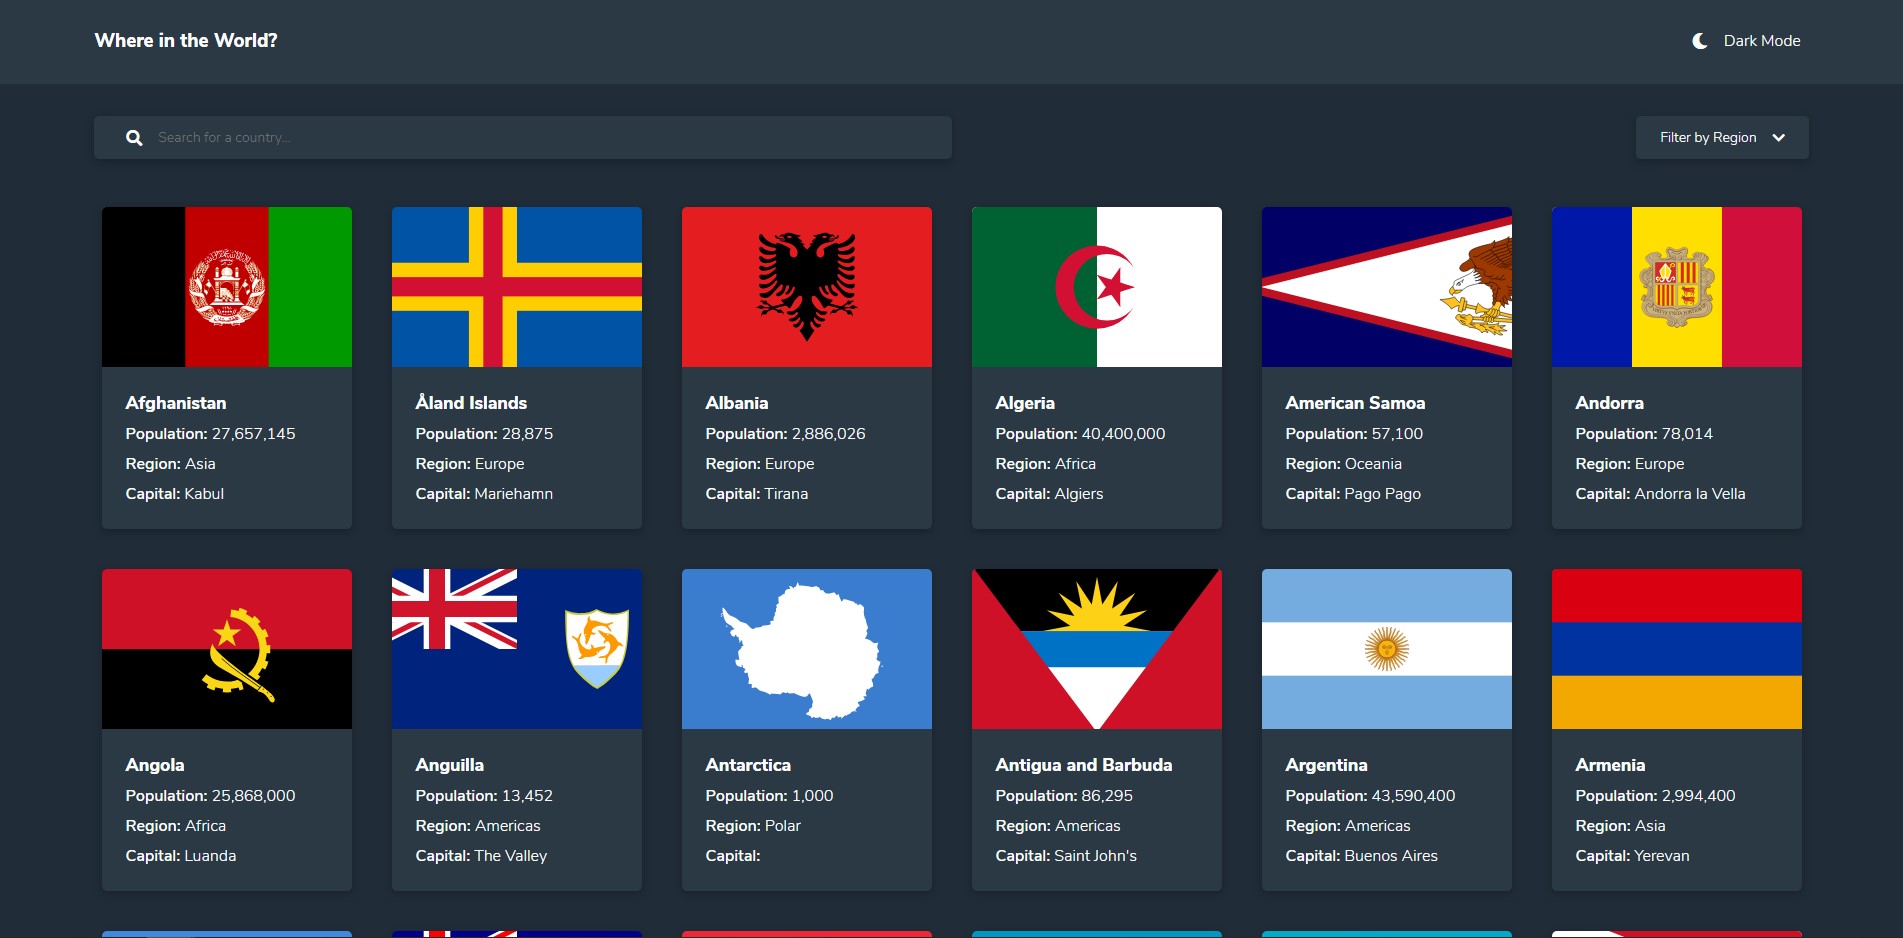 Where in the World?
Dark Mode
Search for a country...
Filter by Region
Afghanistan
Population: 27,657,145
Region: Asia
Capital: Kabul
Åland Islands
Population: 28,875
Region: Europe
Capital: Mariehamn
Albania
Population: 2,886,026
Region: Europe
Capital: Tirana
Algeria
Population: 40,400,000
Region: Africa
Capital: Algiers
American Samoa
Population: 57,100
Region: Oceania
Capital: Pago Pago
Andorra
Population: 78,014
Region: Europe
Capital: Andorra la Vella
Angola
Population: 25,868,000
Region: Africa
Capital: Luanda
Anguilla
Population: 13,452
Region: Americas
Capital: The Valley
Antarctica
Population: 1,000
Region: Polar
Capital:
Antigua and Barbuda
Population: 86,295
Region: Americas
Capital: Saint John's
Argentina
Population: 43,590,400
Region: Americas
Capital: Buenos Aires
Armenia
Population: 2,994,400
Region: Asia
Capital: Yerevan